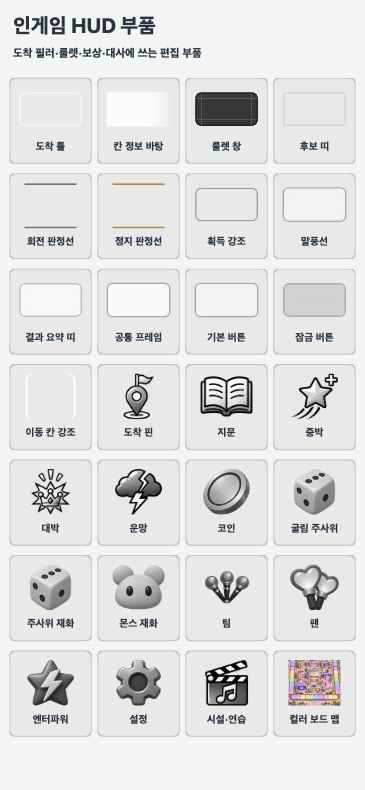 인게임 HUD 부품
도착 필러·룰렛·보상·대사에 쓰는 편집 부품
도착 틀
칸 정보 바탕
룰렛 창
후보 띠
회전 판정선
정지 판정선
획득 강조
말풍선
결과 요약 띠
공통 프레임
기본 버튼
잠금 버튼
이동 칸 강조
도착 핀
지문
중박
대박
운망
코인
굴림 주사위
주사위 재화
몬스 재화
팀
팬
엔터파워
설정
시설·연습
컬러 보드 맵